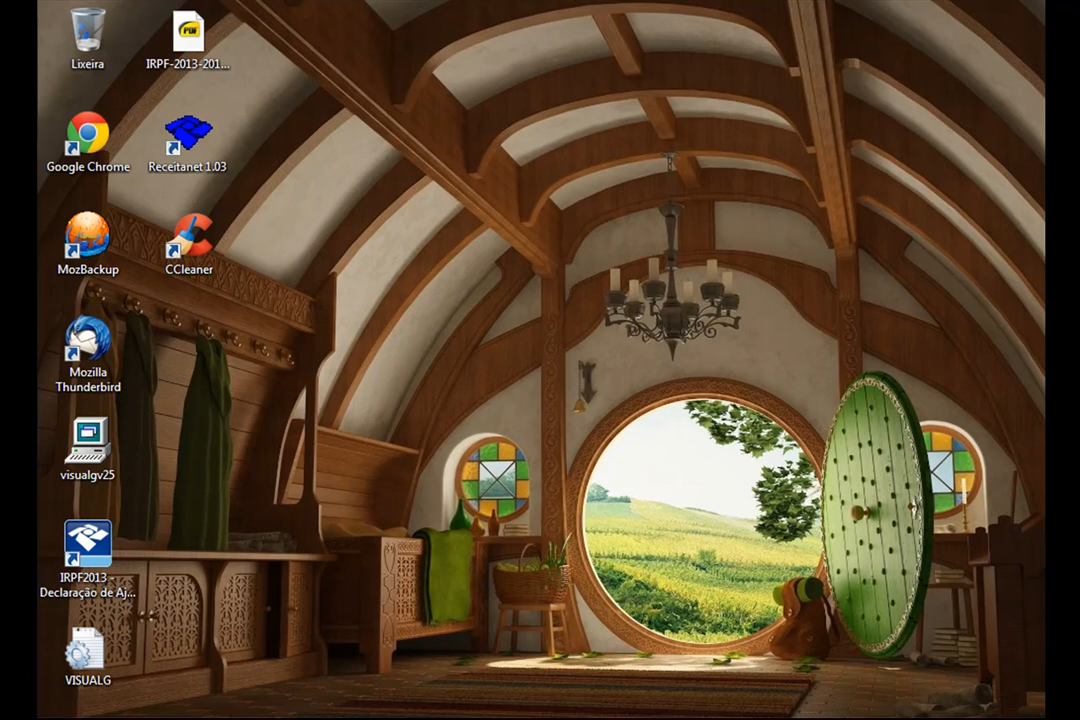 Lixeira
IRPF-2013-201...
PDF
Google Chrome
Receitanet 1.03
MozBackup
CCleaner
Mozilla
Thunderbird
visualgv25
IRPF2013 -
Declaração de Aj...
VISUALG